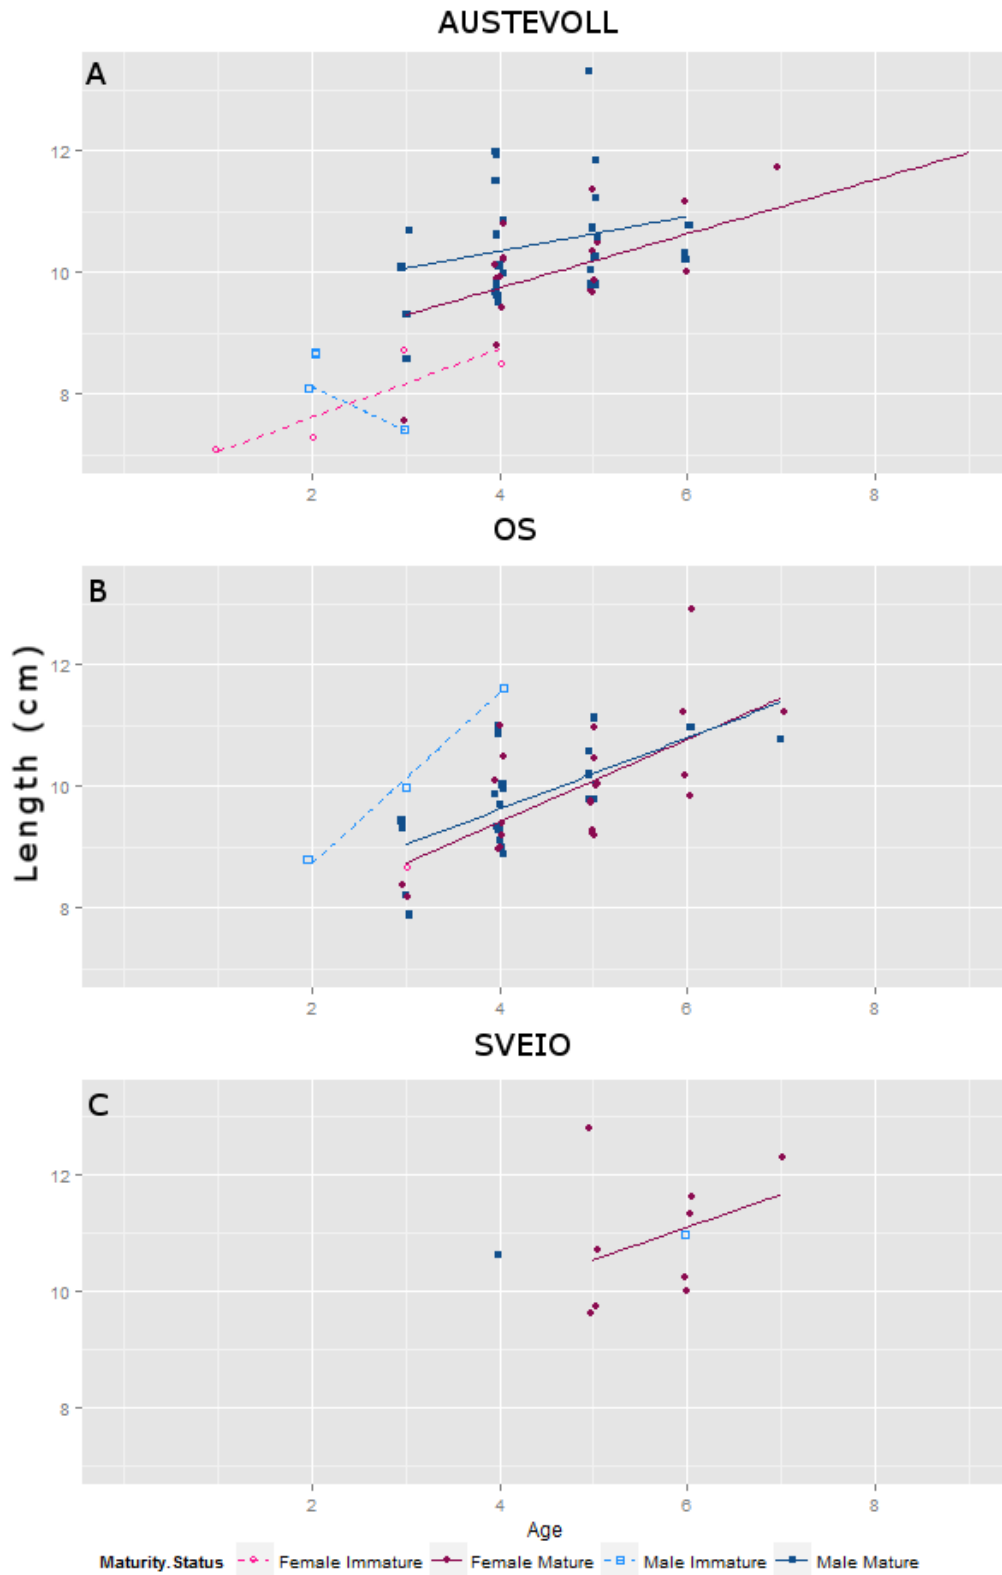 AUSTEVOLL
A
12
10
8
2 4 6 8
OS
B
12
10
8
2 4 6 8
Length (cm)
SVEIO
C
12
10
8
2 4 6 8
Age
Maturity.Status Female Immature Female Mature Male Immature Male Mature